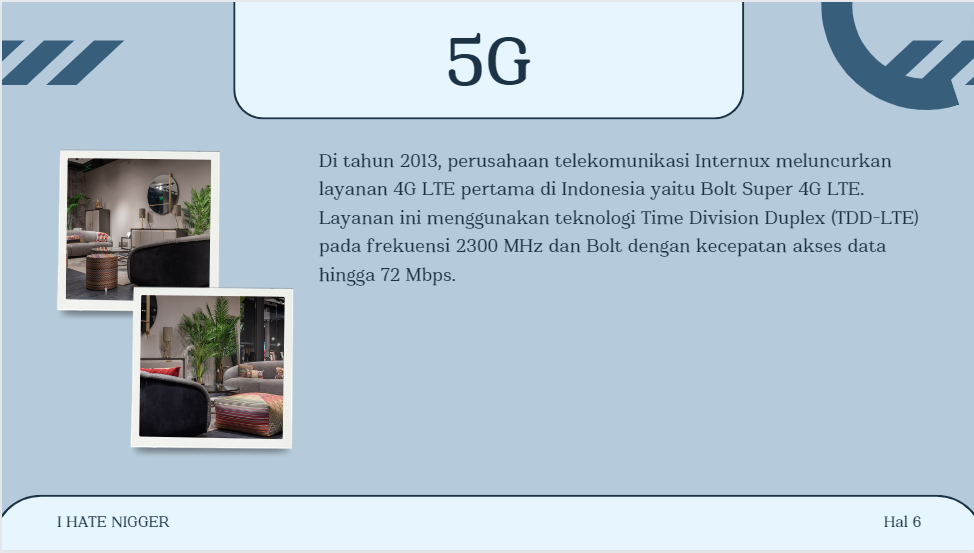 5G
Di tahun 2013, perusahaan telekomunikasi Internux meluncurkan
layanan 4G LTE pertama di Indonesia yaitu Bolt Super 4G LTE.
Layanan ini menggunakan teknologi Time Division Duplex (TDD-LTE)
pada frekuensi 2300 MHz dan Bolt dengan kecepatan akses data
hingga 72 Mbps.
I HATE NIGGER
Hal 6